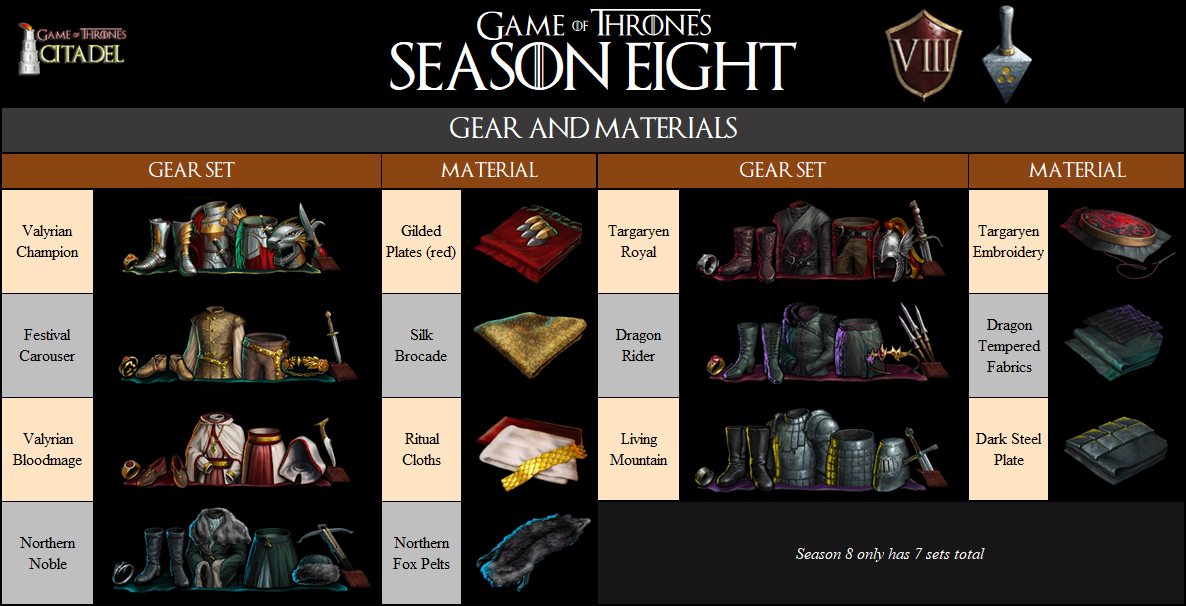 GAME OF THRONES
CITADEL
GAME OF THRONES
SEASON EIGHT
VIII
GEAR AND MATERIALS
GEAR SET
MATERIAL
GEAR SET
MATERIAL
Valyrian
Champion
Gilded
Plates (red)
Targaryen
Royal
Targaryen
Embroidery
Festival
Carouser
Silk
Brocade
Dragon
Rider
Dragon
Tempered
Fabrics
Valyrian
Bloodmage
Ritual
Cloths
Living
Mountain
Dark Steel
Plate
Northern
Noble
Northern
Fox Pelts
Season 8 only has 7 sets total